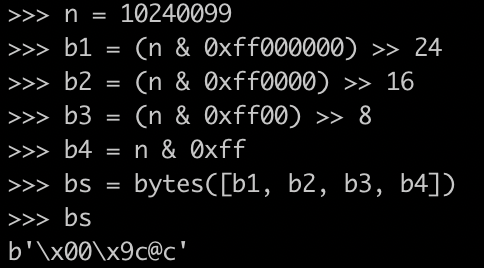 >>> n = 10240099
>>> b1 = (n & 0xff000000) >> 24
>>> b2 = (n & 0xff0000) >> 16
>>> b3 = (n & 0xff00) >> 8
>>> b4 = n & 0xff
>>> bs = bytes([b1, b2, b3, b4])
>>> bs
b'\x00\x9c@c'